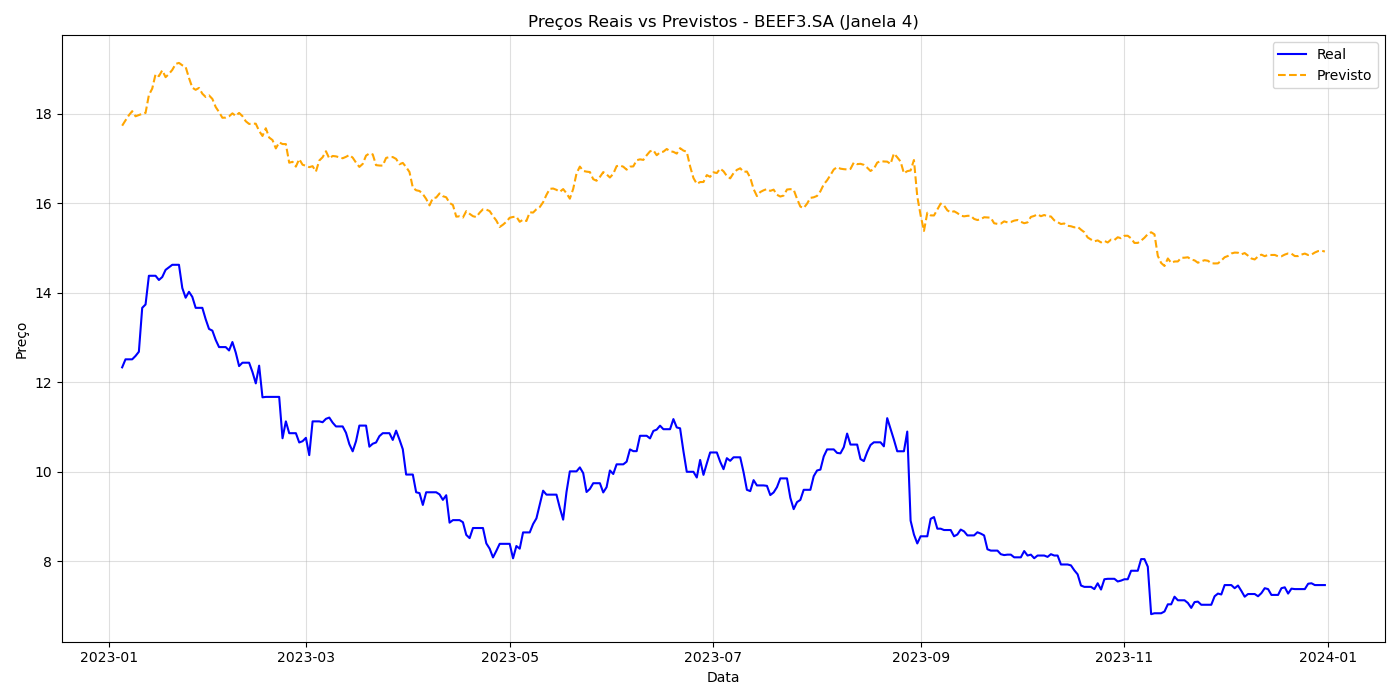 Preços Reais vs Previstos - BEEF3.SA (Janela 4)
Real
Previsto
Preço
18
16
14
12
10
8
2023-01 2023-03 2023-05 2023-07 2023-09 2023-11 2024-01
Data